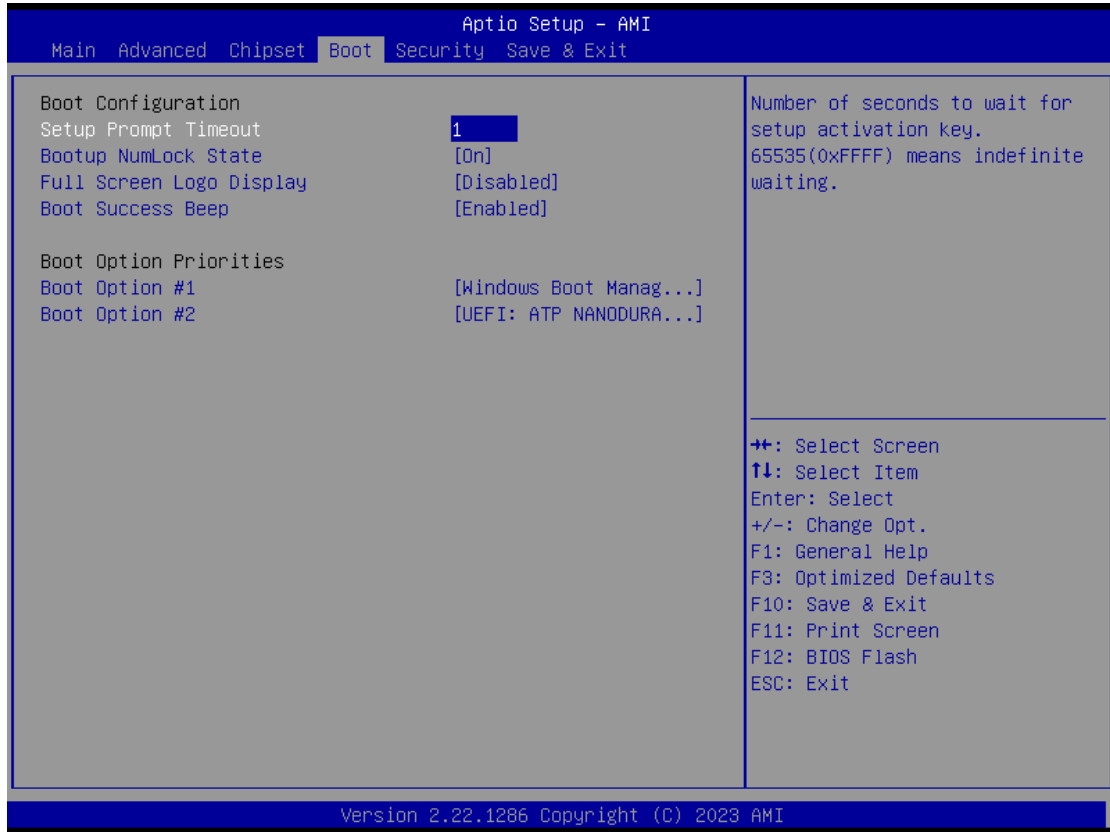 Aptio Setup – AMI
Main Advanced Chipset Boot Security Save & Exit
Boot Configuration
Setup Prompt Timeout 1
Bootup NumLock State [On]
Full Screen Logo Display [Disabled]
Boot Success Beep [Enabled]
Boot Option Priorities
Boot Option #1 [Windows Boot Manag...]
Boot Option #2 [UEFI: ATP NANODURA...]
Number of seconds to wait for
setup activation key.
65535(0xFFFF) means indefinite
waiting.
→←: Select Screen
↑↓: Select Item
Enter: Select
+/-: Change Opt.
F1: General Help
F3: Optimized Defaults
F10: Save & Exit
F11: Print Screen
F12: BIOS Flash
ESC: Exit
Version 2.22.1286 Copyright (C) 2023 AMI